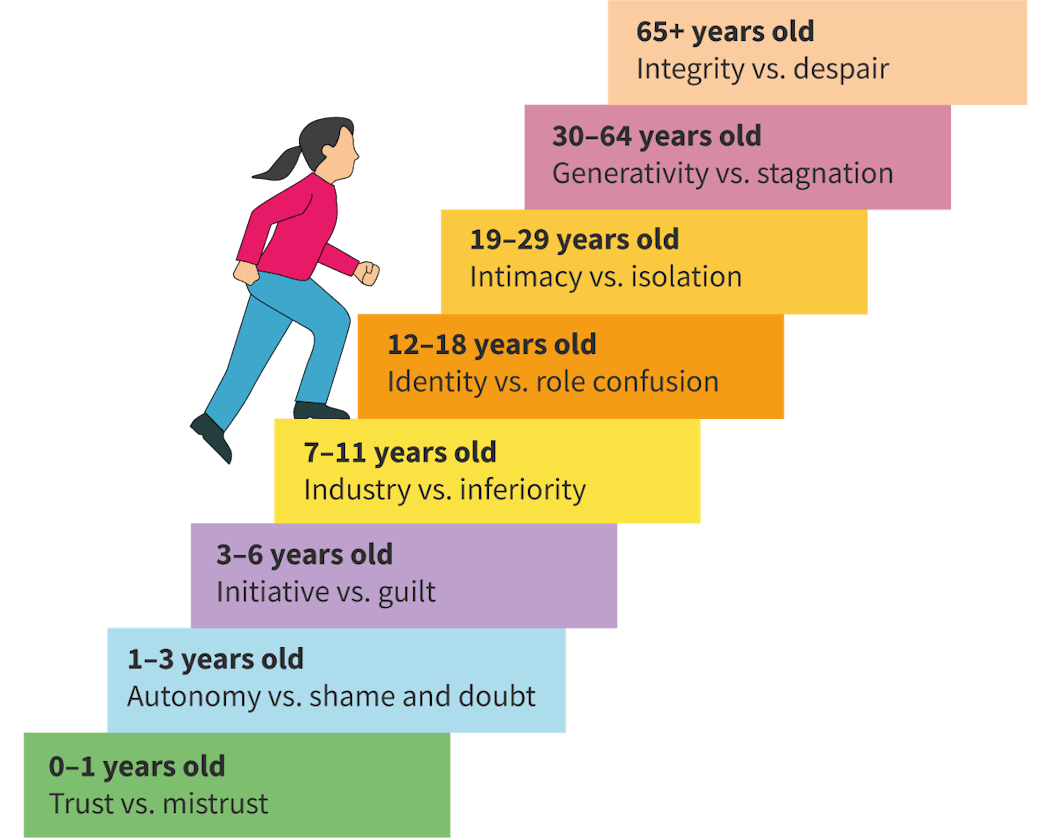 65+ years old
Integrity vs. despair
30–64 years old
Generativity vs. stagnation
19–29 years old
Intimacy vs. isolation
12–18 years old
Identity vs. role confusion
7–11 years old
Industry vs. inferiority
3–6 years old
Initiative vs. guilt
1–3 years old
Autonomy vs. shame and doubt
0–1 years old
Trust vs. mistrust